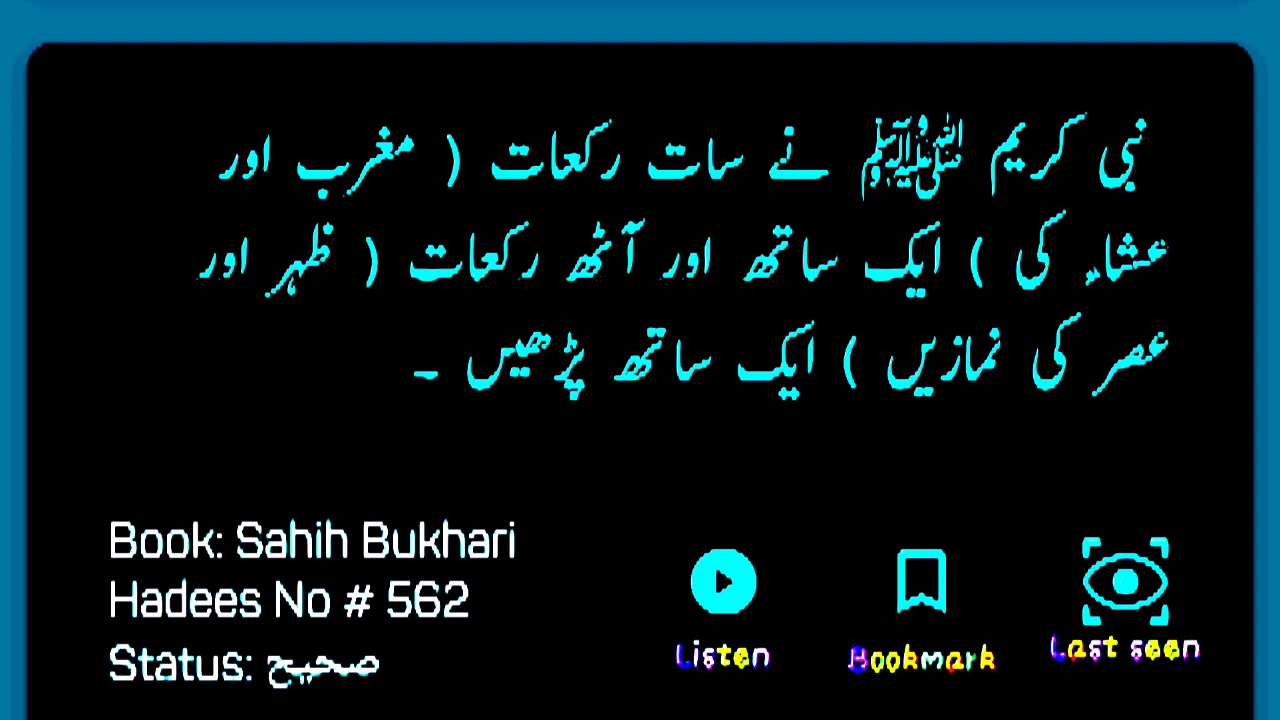 نبی کریم ﷺ نے سات رکعات ( مغرب اور
عشاء کی ) ایک ساتھ اور آٹھ رکعات ( ظہر اور
عصر کی نمازیں ) ایک ساتھ پڑھیں ۔
Book: Sahih Bukhari
Hadees No # 562
Status: صحیح
Listen
Bookmark
Last seen